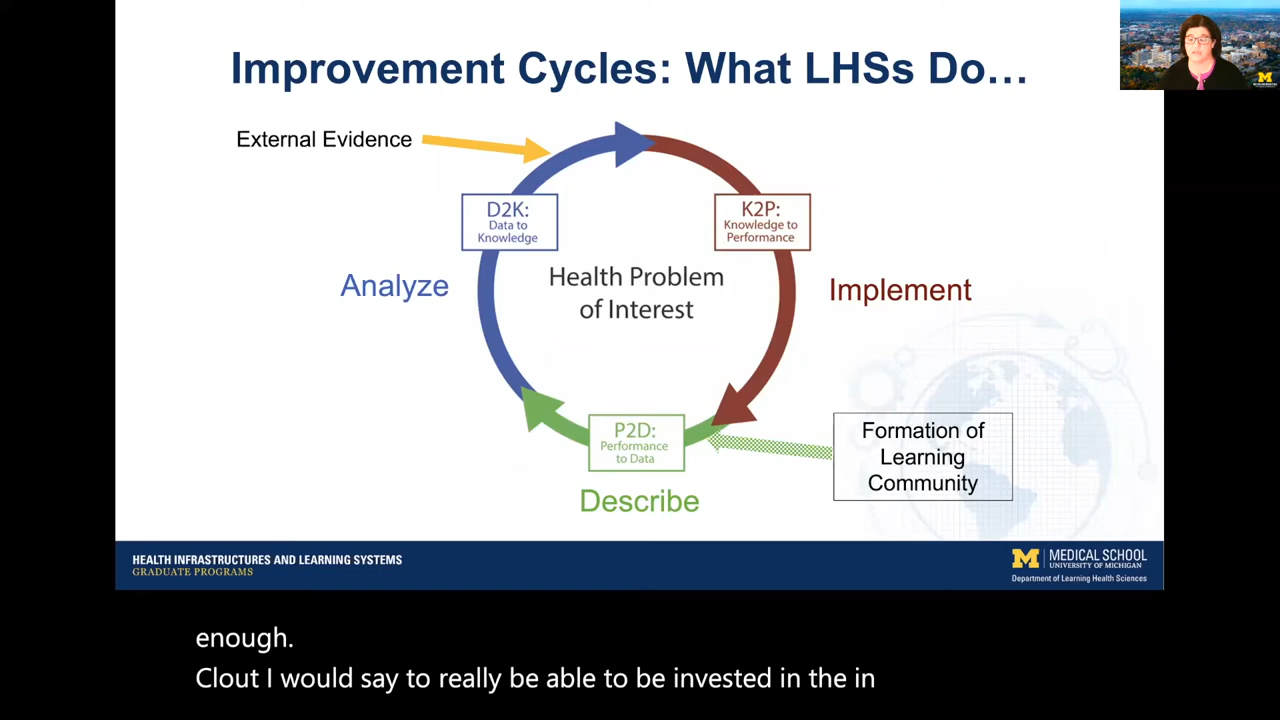 Improvement Cycles: What LHSs Do...
External Evidence
D2K:
Data to
Knowledge
K2P:
Knowledge to
Performance
Analyze
Health Problem
of Interest
Implement
P2D:
Performance
to Data
Describe
Formation of
Learning
Community
HEALTH INFRASTRUCTURES AND LEARNING SYSTEMS
GRADUATE PROGRAMS
M
MEDICAL SCHOOL
UNIVERSITY OF MICHIGAN
Department of Learning Health Sciences
M
enough.
Clout I would say to really be able to be invested in the in